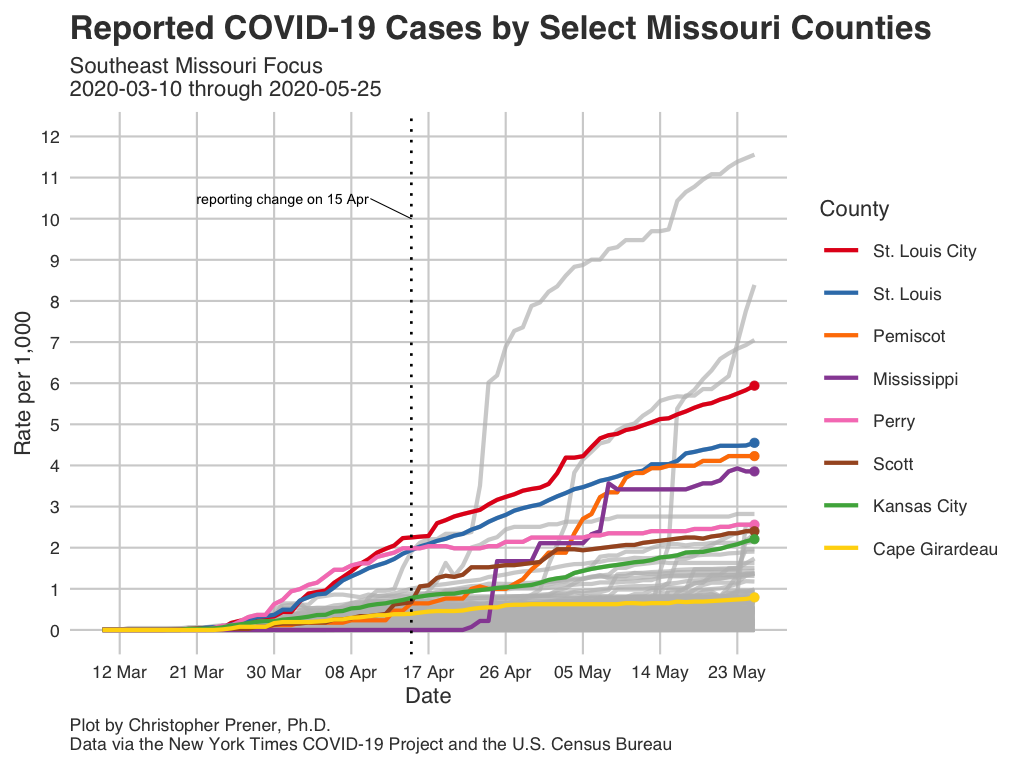 Reported COVID-19 Cases by Select Missouri Counties
Southeast Missouri Focus
2020-03-10 through 2020-05-25
12
11
10
9
8
7
6
5
4
3
2
1
0
Rate per 1,000
reporting change on 15 Apr
12 Mar
21 Mar
30 Mar
08 Apr
17 Apr
26 Apr
05 May
14 May
23 May
Date
County
St. Louis City
St. Louis
Pemiscot
Mississippi
Perry
Scott
Kansas City
Cape Girardeau
Plot by Christopher Prener, Ph.D.
Data via the New York Times COVID-19 Project and the U.S. Census Bureau